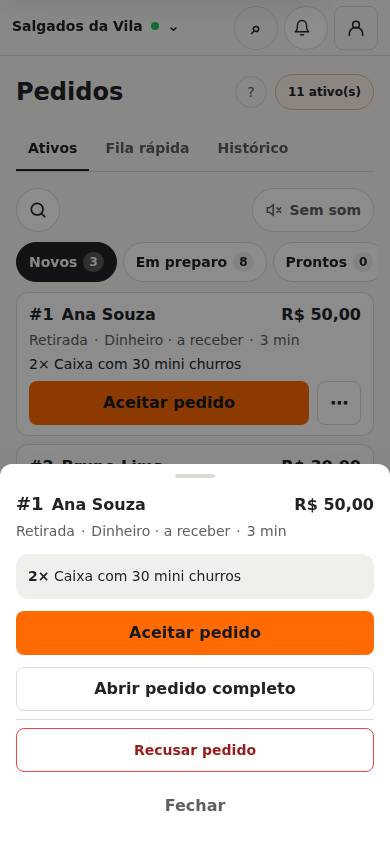 Salgados da Vila
Pedidos
?
11 ativo(s)
Ativos
Fila rápida
Histórico
Sem som
Novos 3
Em preparo 8
Prontos 0
#1 Ana Souza
R$ 50,00
Retirada · Dinheiro · a receber · 3 min
2× Caixa com 30 mini churros
Aceitar pedido
...
#1 Ana Souza
R$ 50,00
Retirada · Dinheiro · a receber · 3 min
2× Caixa com 30 mini churros
Aceitar pedido
Abrir pedido completo
Recusar pedido
Fechar